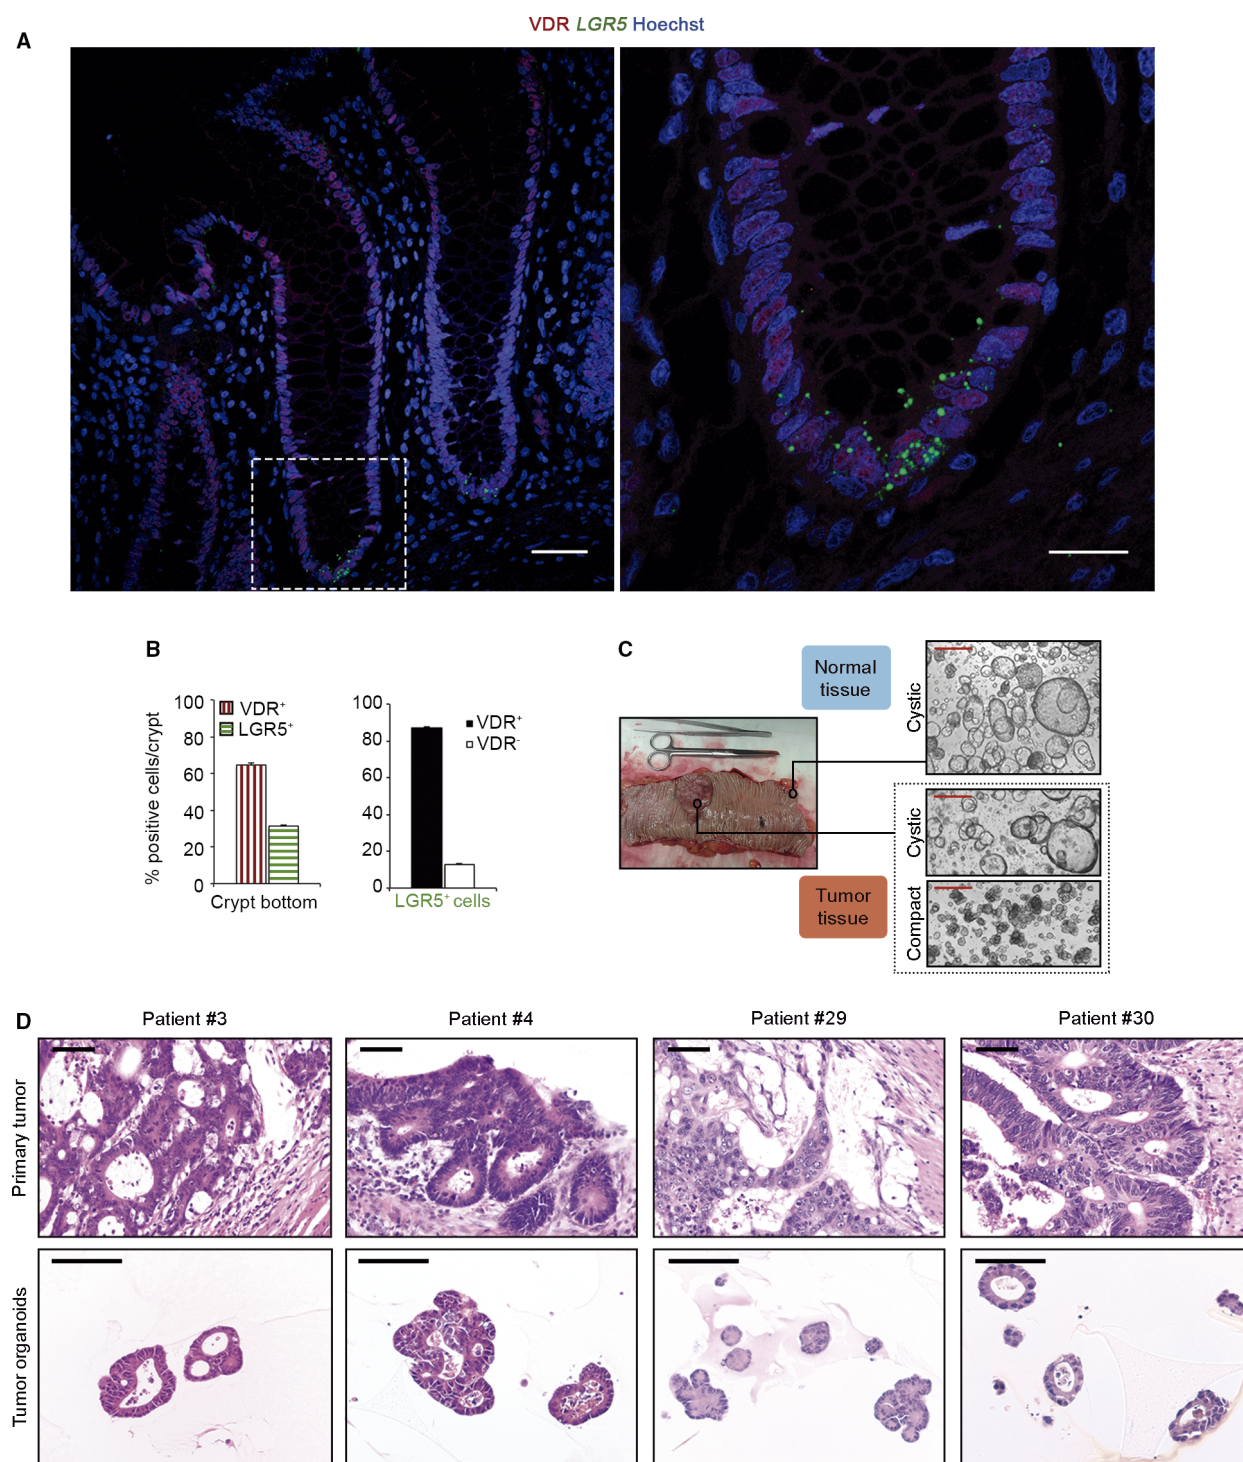 VDR LGR5 Hoechst
A
B
% positive cells/crypt
100
80
60
40
20
0
VDR+
LGR5+
Crypt bottom
100
80
60
40
20
0
VDR+
VDR-
LGR5+ cells
C
Normal
tissue
Tumor
tissue
Cystic
Cystic
Compact
D
Patient #3
Patient #4
Patient #29
Patient #30
Primary tumor
Tumor organoids